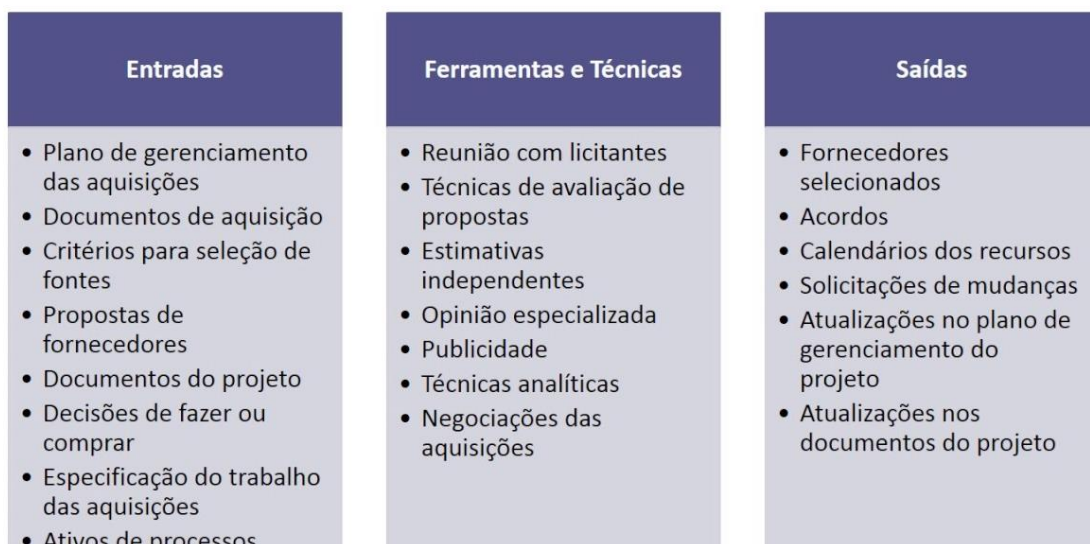 Entradas
• Plano de gerenciamento
das aquisições
• Documentos de aquisição
• Critérios para seleção de
fontes
• Propostas de
fornecedores
• Documentos do projeto
• Decisões de fazer ou
comprar
• Especificação do trabalho
das aquisições
• Ativos de processos
Ferramentas e Técnicas
• Reunião com licitantes
• Técnicas de avaliação de
propostas
• Estimativas
independentes
• Opinião especializada
• Publicidade
• Técnicas analíticas
• Negociações das
aquisições
Saídas
• Fornecedores
selecionados
• Acordos
• Calendários dos recursos
• Solicitações de mudanças
• Atualizações no plano de
gerenciamento do
projeto
• Atualizações nos
documentos do projeto